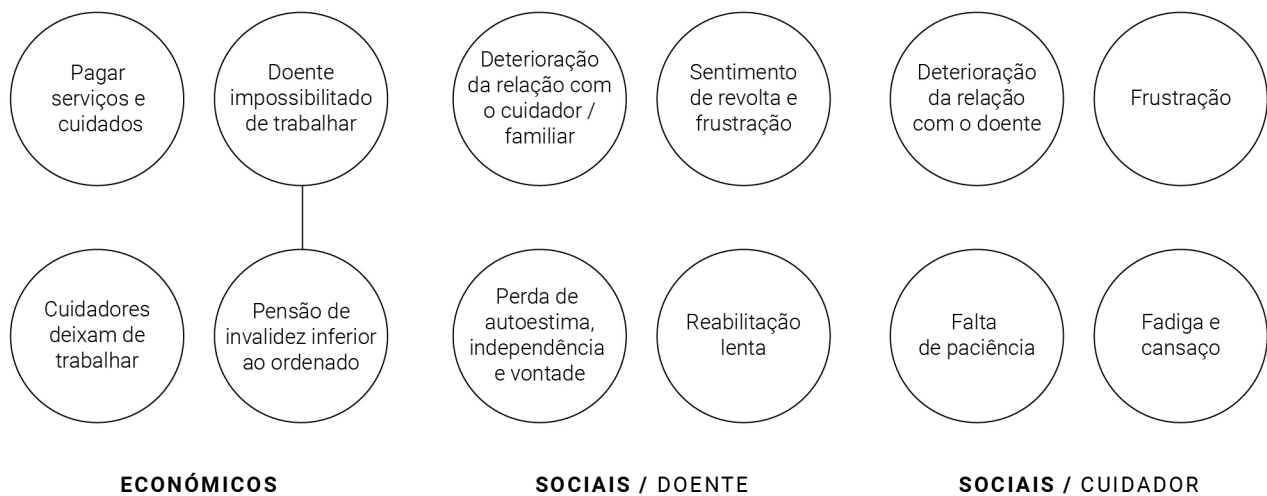 Pagar
serviços e
cuidados
Doente
impossibilitado
de trabalhar
Cuidadores
deixam de
trabalhar
Pensão de
invalidez inferior
ao ordenado
ECONÓMICOS
Deterioração
da relação com
o cuidador /
familiar
Sentimento
de revolta e
frustração
Perda de
autoestima,
independência
e vontade
Reabilitação
lenta
SOCIAIS / DOENTE
Deterioração
da relação
com o doente
Frustração
Falta
de paciência
Fadiga e
cansaço
SOCIAIS / CUIDADOR